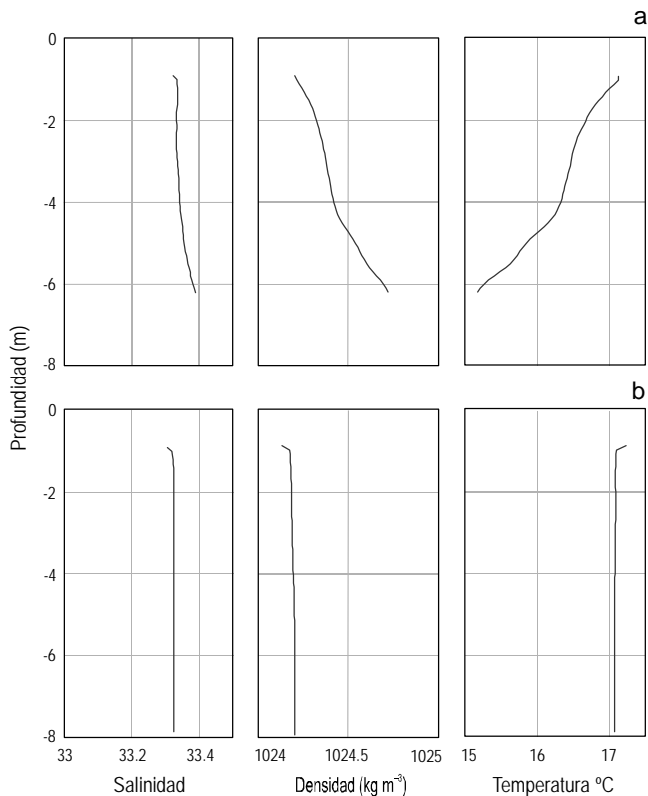 a
0
-2
-4
-6
-8
Profundidad (m)
b
0
-2
-4
-6
-8
33 33.2 33.4
1024 1024.5 1025
15 16 17
Salinidad
Densidad (kg m⁻³)
Temperatura ºC